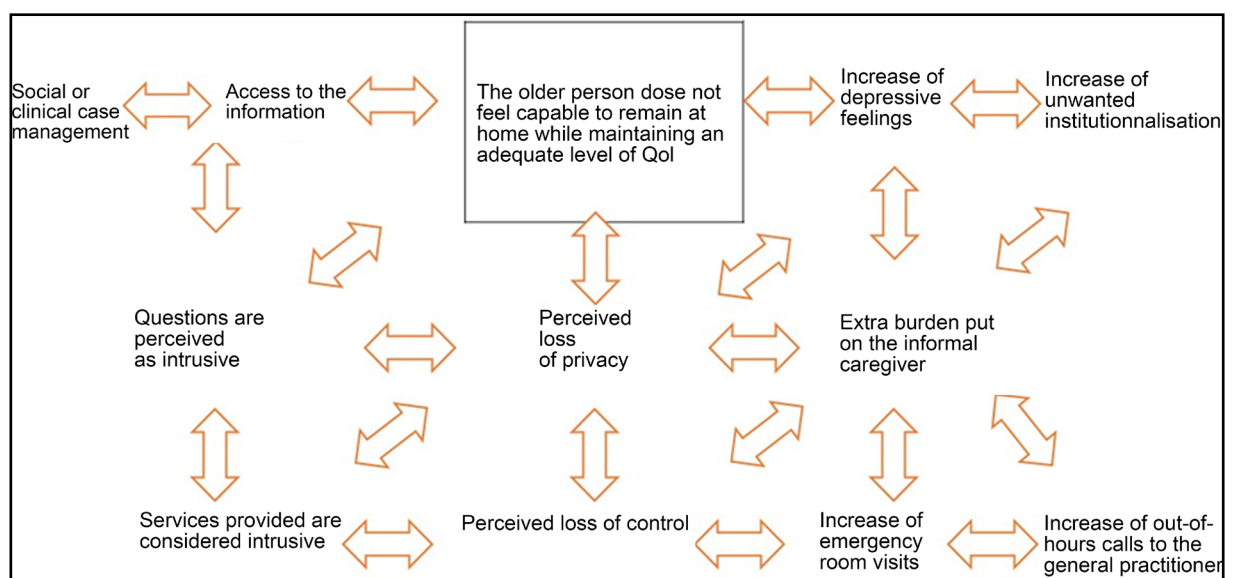 Social or
clinical case
management
Access to the
information
The older person dose not
feel capable to remain at
home while maintaining an
adequate level of Qol
Increase of
depressive
feelings
Increase of
unwanted
institutionnalisation
Questions are
perceived
as intrusive
Perceived
loss
of privacy
Extra burden put
on the informal
caregiver
Services provided are
considered intrusive
Perceived loss of control
Increase of
emergency
room visits
Increase of out-of-
hours calls to the
general practitioner